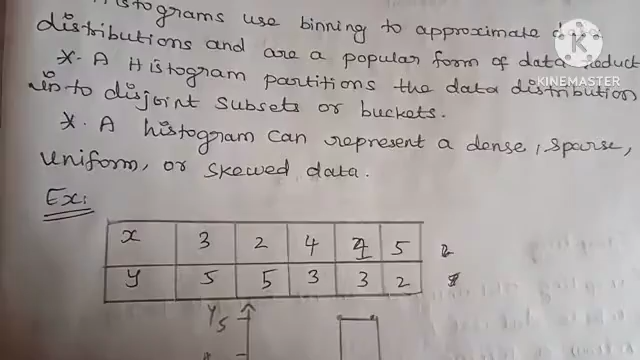 Histograms use binning to approximate data
distributions and are a popular form of data reduct
*. A Histogram partitions the data distribution
into disjoint subsets or buckets.
*. A histogram can represent a dense, sparse,
uniform, or skewed data.
Ex:
x 3 2 4 5
y 5 5 3 3 2
Y5
K
KINEMASTER